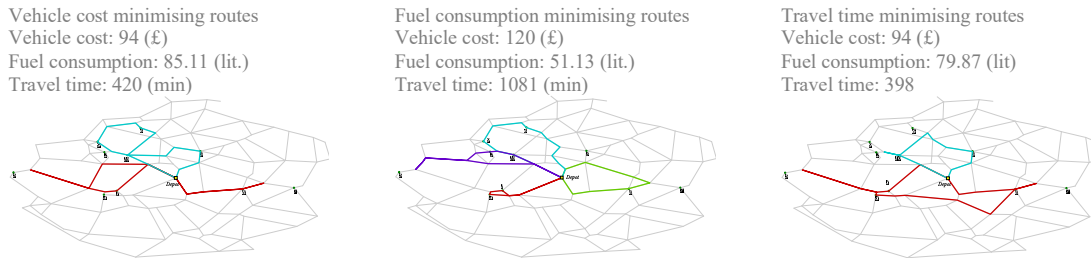 Vehicle cost minimising routes
Vehicle cost: 94 (£)
Fuel consumption: 85.11 (lit.)
Travel time: 420 (min)
Depot
Fuel consumption minimising routes
Vehicle cost: 120 (£)
Fuel consumption: 51.13 (lit.)
Travel time: 1081 (min)
Depot
Travel time minimising routes
Vehicle cost: 94 (£)
Fuel consumption: 79.87 (lit)
Travel time: 398
Depot